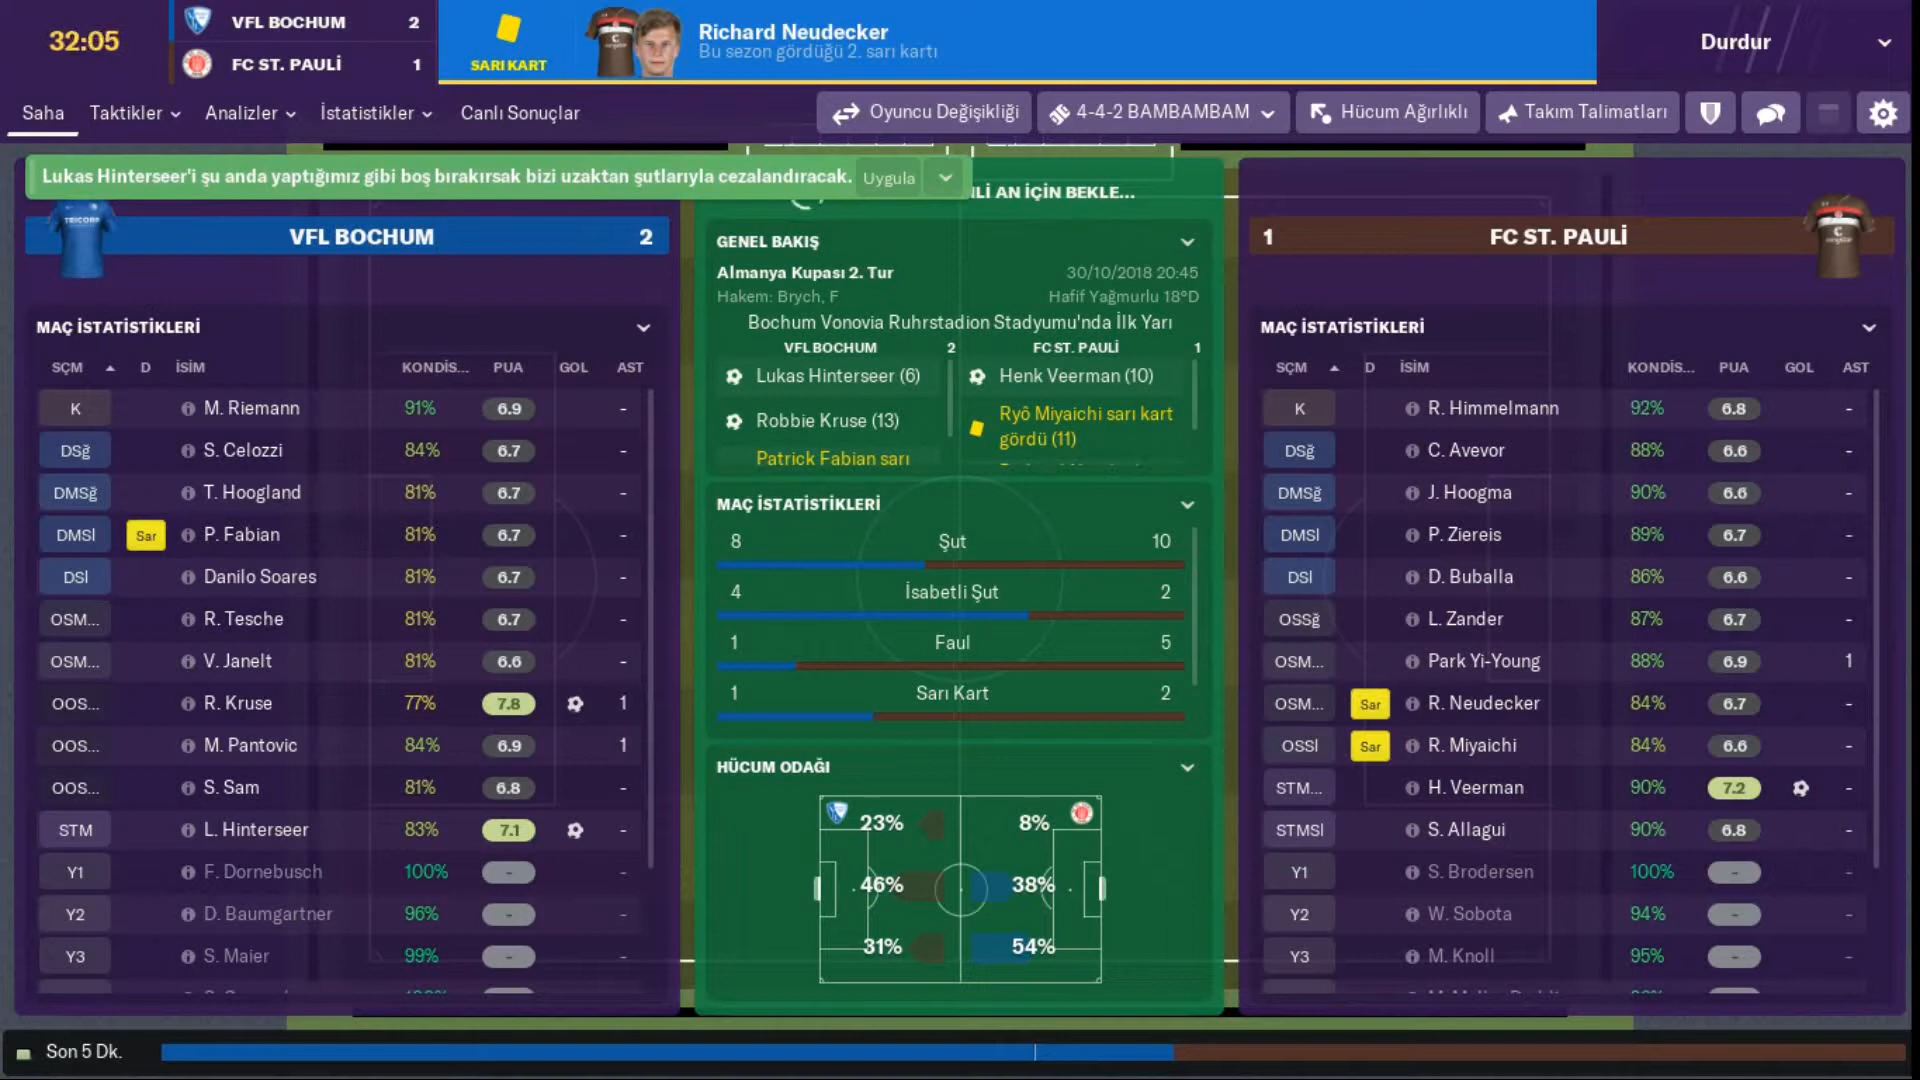 32:05
VFL BOCHUM 2
FC ST. PAULİ 1
SARI KART
Richard Neudecker
Bu sezon gördüğü 2. sarı kartı
Durdur
Saha Taktikler Analizler İstatistikler Canlı Sonuçlar
Oyuncu Değişikliği 4-4-2 BAMBAMBAM Hücum Ağırlıklı Takım Talimatları
Lukas Hinterseer'i şu anda yaptığımız gibi boş bırakırsak bizi uzaktan şutlarıyla cezalandıracak. Uygula
VFL BOCHUM 2
MAÇ İSTATİSTİKLERİ
SÇM D İSİM KONDİS... PUA GOL AST
K M. Riemann 91% 6.9 -
DSğ S. Celozzi 84% 6.7 -
DMSğ T. Hoogland 81% 6.7 -
DMSl Sar P. Fabian 81% 6.7 -
DSl Danilo Soares 81% 6.7 -
OSM... R. Tesche 81% 6.7 -
OSM... V. Janelt 81% 6.6 -
OOS... R. Kruse 77% 7.8 1
OOS... M. Pantovic 84% 6.9 1
OOS... S. Sam 81% 6.8 -
STM L. Hinterseer 83% 7.1 -
Y1 F. Dornebusch 100% - -
Y2 D. Baumgartner 96% - -
Y3 S. Maier 99% - -
Lİ AN İÇİN BEKLE...
GENEL BAKIŞ
Almanya Kupası 2. Tur 30/10/2018 20:45
Hakem: Brych, F Hafif Yağmurlu 18°D
Bochum Vonovia Ruhrstadion Stadyumu'nda İlk Yarı
VFL BOCHUM 2 FC ST. PAULİ 1
Lukas Hinterseer (6) Henk Veerman (10)
Robbie Kruse (13) Ryō Miyaichi sarı kart
gördü (11)
Patrick Fabian sarı
MAÇ İSTATİSTİKLERİ
8 Şut 10
4 İsabetli Şut 2
1 Faul 5
1 Sarı Kart 2
HÜCUM ODAĞI
23% 8%
46% 38%
31% 54%
1 FC ST. PAULİ
TRICORP
MAÇ İSTATİSTİKLERİ
SÇM D İSİM KONDİS... PUA GOL AST
K R. Himmelmann 92% 6.8 -
DSğ C. Avevor 88% 6.6 -
DMSğ J. Hoogma 90% 6.6 -
DMSl P. Ziereis 89% 6.7 -
DSl D. Buballa 86% 6.6 -
OSSğ L. Zander 87% 6.7 -
OSM... Park Yi-Young 88% 6.9 1
OSM... Sar R. Neudecker 84% 6.7 -
OSSl Sar R. Miyaichi 84% 6.6 -
STM... H. Veerman 90% 7.2 -
STMSl S. Allagui 90% 6.8 -
Y1 S. Brodersen 100% - -
Y2 W. Sobota 94% - -
Y3 M. Knoll 95% - -
Son 5 Dk.